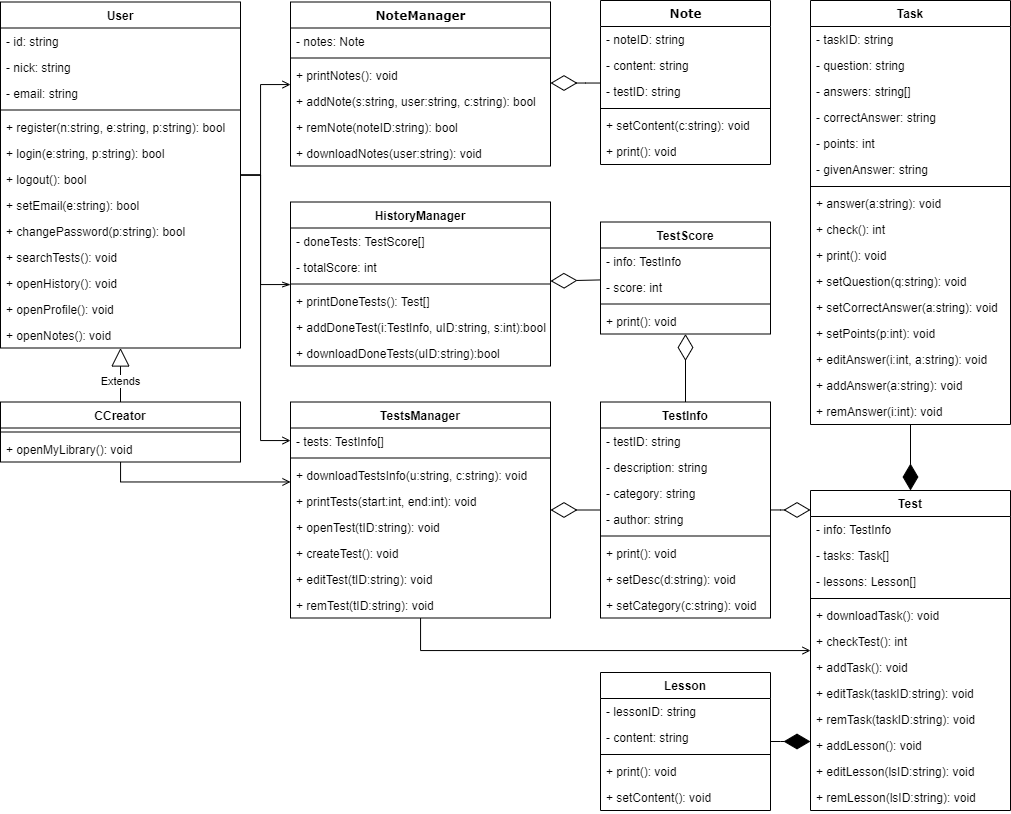 User
- id: string
- nick: string
- email: string
+ register(n:string, e:string, p:string): bool
+ login(e:string, p:string): bool
+ logout(): bool
+ setEmail(e:string): bool
+ changePassword(p:string): bool
+ searchTests(): void
+ openHistory(): void
+ openProfile(): void
+ openNotes(): void
Extends
CCreator
+ openMyLibrary(): void
NoteManager
- notes: Note
+ printNotes(): void
+ addNote(s:string, user:string, c:string): bool
+ remNote(noteID:string): bool
+ downloadNotes(user:string): void
HistoryManager
- doneTests: TestScore[]
- totalScore: int
+ printDoneTests(): Test[]
+ addDoneTest(i:TestInfo, uID:string, s:int):bool
+ downloadDoneTests(uID:string):bool
TestsManager
- tests: TestInfo[]
+ downloadTestsInfo(u:string, c:string): void
+ printTests(start:int, end:int): void
+ openTest(tID:string): void
+ createTest(): void
+ editTest(tID:string): void
+ remTest(tID:string): void
Note
- noteID: string
- content: string
- testID: string
+ setContent(c:string): void
+ print(): void
TestScore
- info: TestInfo
- score: int
+ print(): void
TestInfo
- testID: string
- description: string
- category: string
- author: string
+ print(): void
+ setDesc(d:string): void
+ setCategory(c:string): void
Lesson
- lessonID: string
- content: string
+ print(): void
+ setContent(): void
Task
- taskID: string
- question: string
- answers: string[]
- correctAnswer: string
- points: int
- givenAnswer: string
+ answer(a:string): void
+ check(): int
+ print(): void
+ setQuestion(q:string): void
+ setCorrectAnswer(a:string): void
+ setPoints(p:int): void
+ editAnswer(i:int, a:string): void
+ addAnswer(a:string): void
+ remAnswer(i:int): void
Test
- info: TestInfo
- tasks: Task[]
- lessons: Lesson[]
+ downloadTask(): void
+ checkTest(): int
+ addTask(): void
+ editTask(taskID:string): void
+ remTask(taskID:string): void
+ addLesson(): void
+ editLesson(lsID:string): void
+ remLesson(lsID:string): void